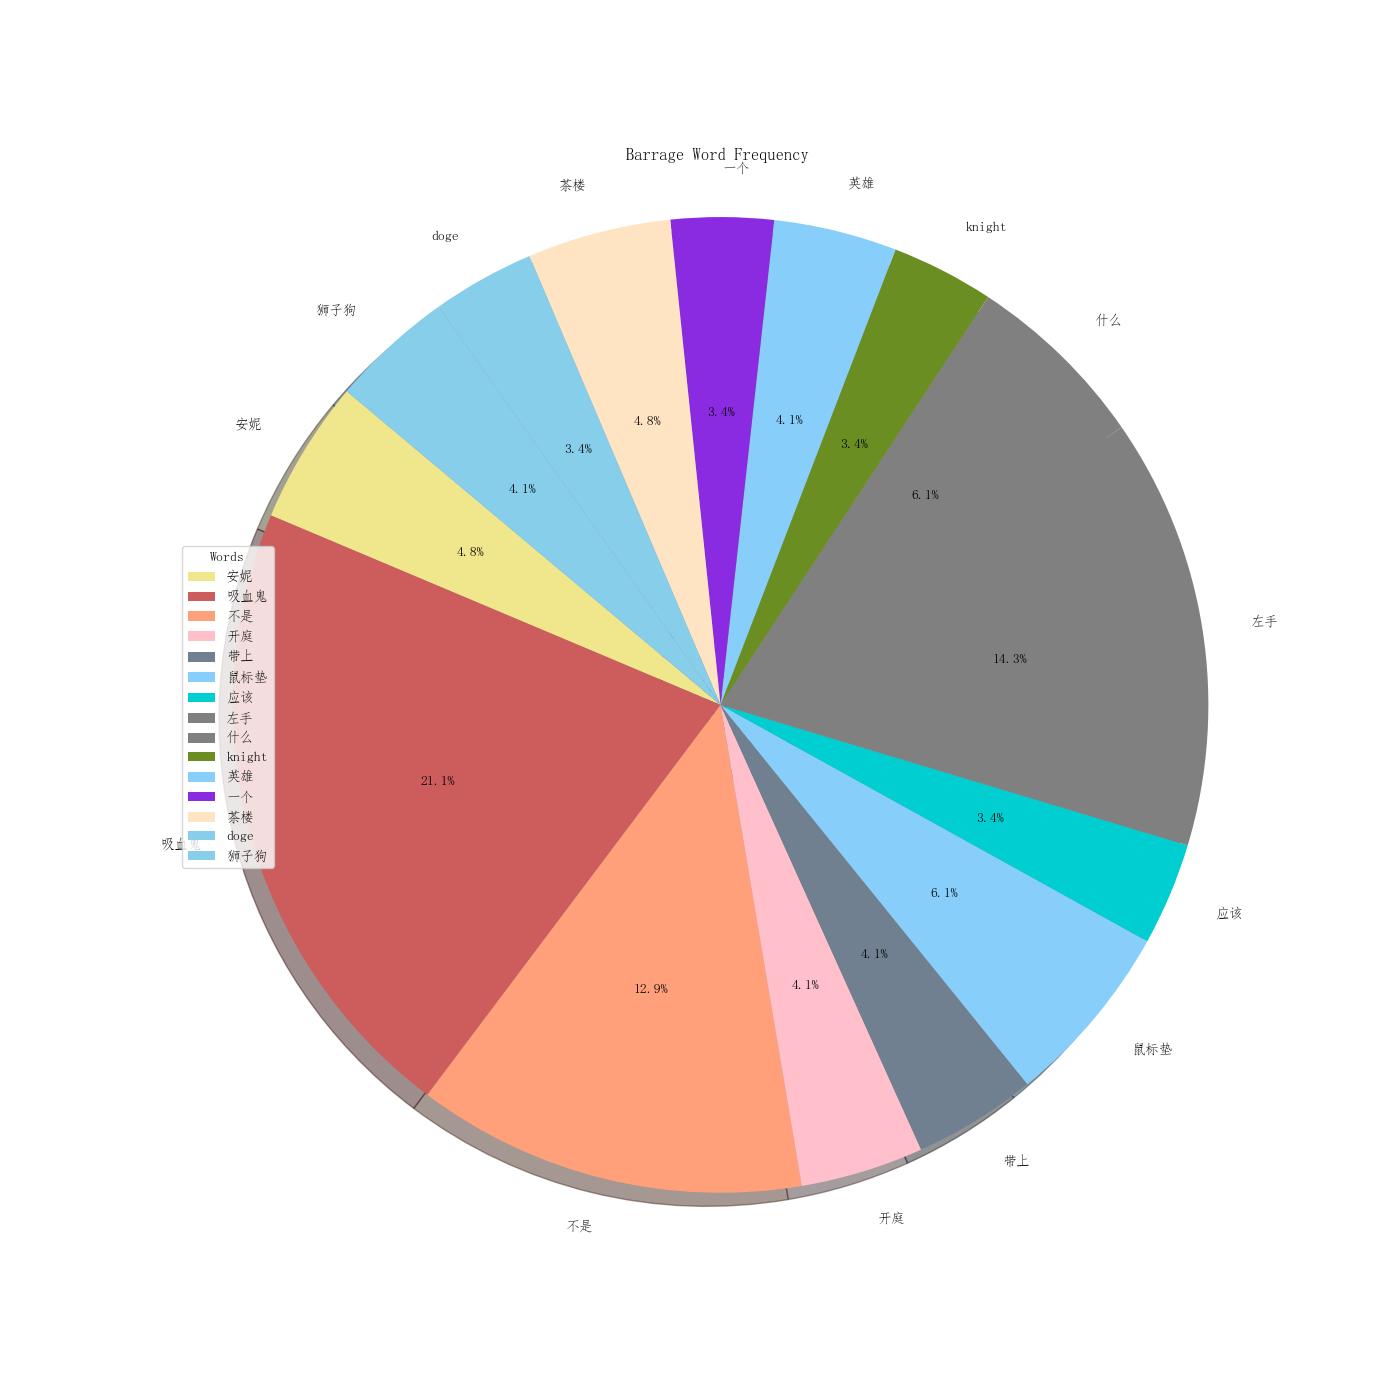 Barrage Word Frequency
一个
英雄
茶楼
knight
doge
狮子狗
什么
安妮
左手
应该
鼠标垫
带上
开庭
不是
吸血鬼
3.4%
4.1%
4.8%
3.4%
3.4%
4.1%
6.1%
4.8%
14.3%
21.1%
3.4%
6.1%
4.1%
4.1%
12.9%
Words
安妮
吸血鬼
不是
开庭
带上
鼠标垫
应该
左手
什么
knight
英雄
一个
茶楼
doge
狮子狗